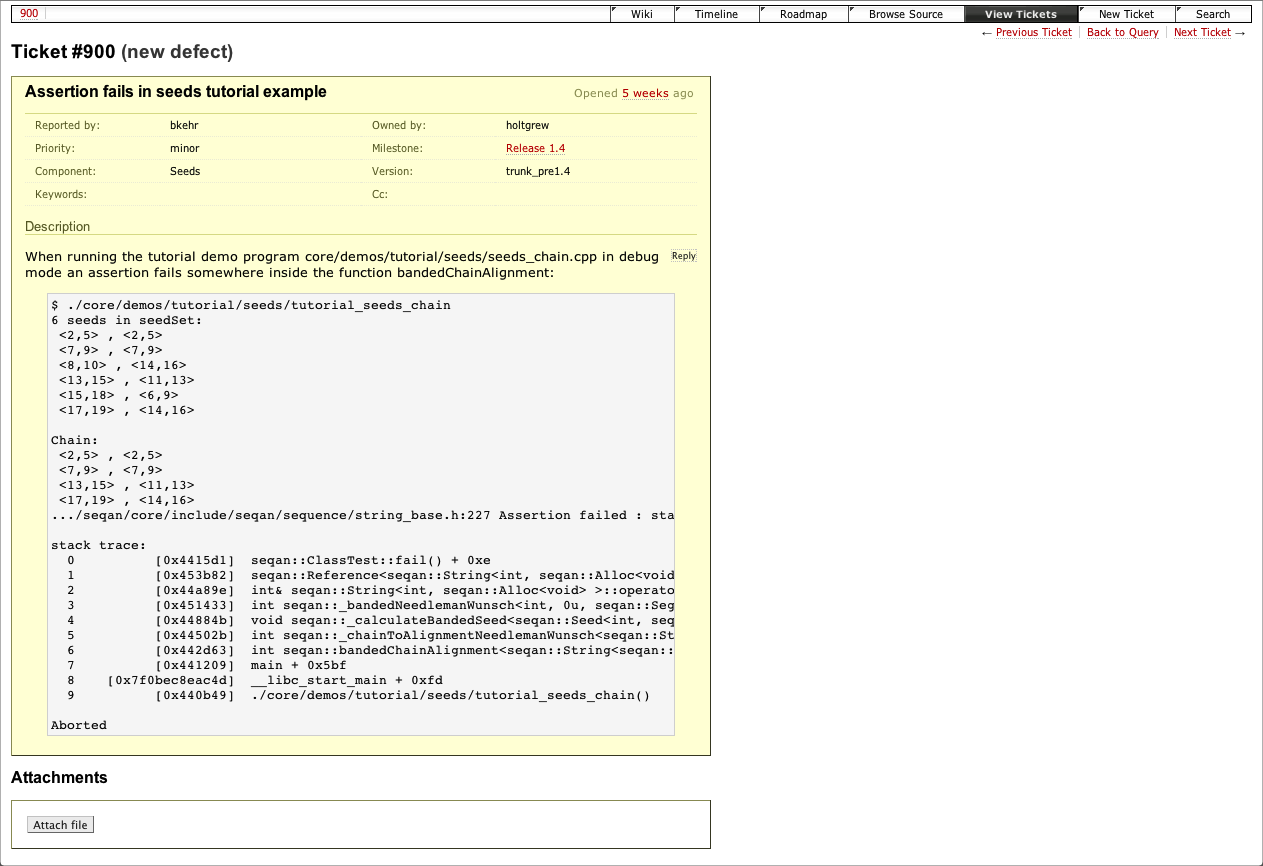 900
Wiki
Timeline
Roadmap
Browse Source
View Tickets
New Ticket
Search
← Previous Ticket
Back to Query
Next Ticket →
Ticket #900 (new defect)
Assertion fails in seeds tutorial example
Opened 5 weeks ago
Reported by: bkehr Owned by: holtgrew
Priority: minor Milestone: Release 1.4
Component: Seeds Version: trunk_pre1.4
Keywords: Cc:
Description
When running the tutorial demo program core/demos/tutorial/seeds/seeds_chain.cpp in debug
Reply
mode an assertion fails somewhere inside the function bandedChainAlignment:
$ ./core/demos/tutorial/seeds/tutorial_seeds_chain
6 seeds in seedSet:
<2,5> , <2,5>
<7,9> , <7,9>
<8,10> , <14,16>
<13,15> , <11,13>
<15,18> , <6,9>
<17,19> , <14,16>
Chain:
<2,5> , <2,5>
<7,9> , <7,9>
<13,15> , <11,13>
<17,19> , <14,16>
.../seqan/core/include/seqan/sequence/string_base.h:227 Assertion failed : sta
stack trace:
0 [0x4415d1] seqan::ClassTest::fail() + 0xe
1 [0x453b82] seqan::Reference<seqan::String<int, seqan::Alloc<void
2 [0x44a89e] int& seqan::String<int, seqan::Alloc<void> >::operato
3 [0x451433] int seqan::_bandedNeedlemanWunsch<int, 0u, seqan::Seg
4 [0x44884b] void seqan::_calculateBandedSeed<seqan::Seed<int, seq
5 [0x44502b] int seqan::_chainToAlignmentNeedlemanWunsch<seqan::St
6 [0x442d63] int seqan::bandedChainAlignment<seqan::String<seqan::
7 [0x441209] main + 0x5bf
8 [0x7f0bec8eac4d] __libc_start_main + 0xfd
9 [0x440b49] ./core/demos/tutorial/seeds/tutorial_seeds_chain()
Aborted
Attachments
Attach file